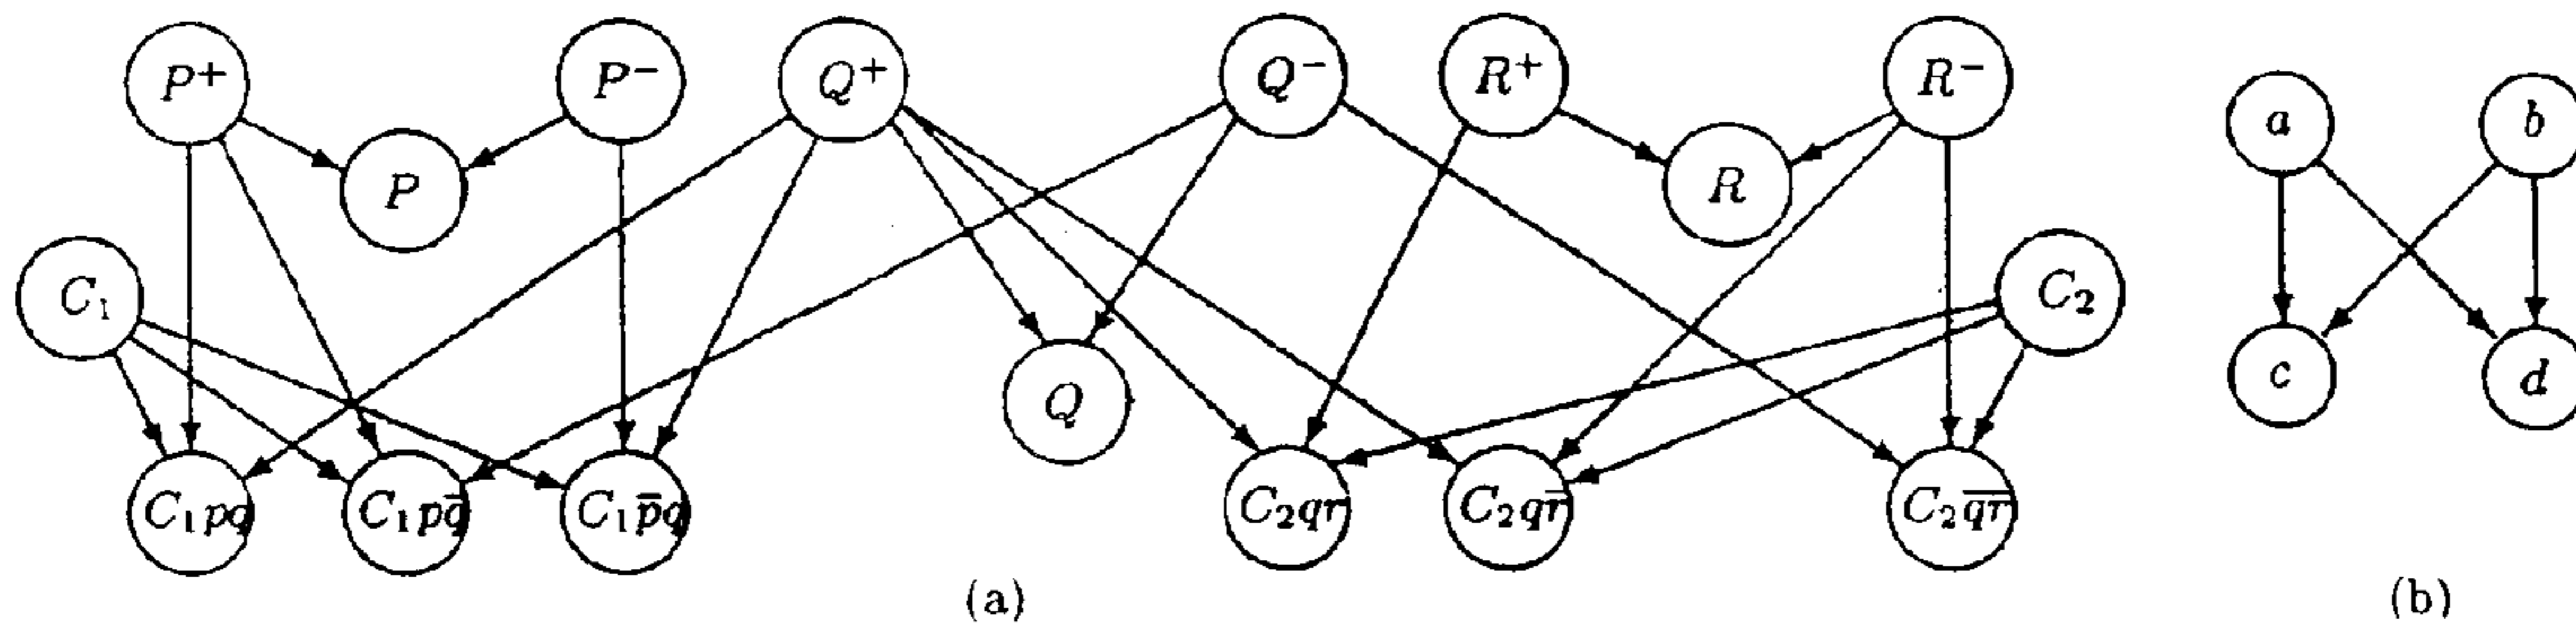 P⁺ P⁻ Q⁺ Q⁻ R⁺ R⁻ a b
P R
C₁ C₂
Q c d
C₁pq C₁pq̅ C₁p̅q C₂qr C₂qr̅ C₂q̅r̅
(a) (b)